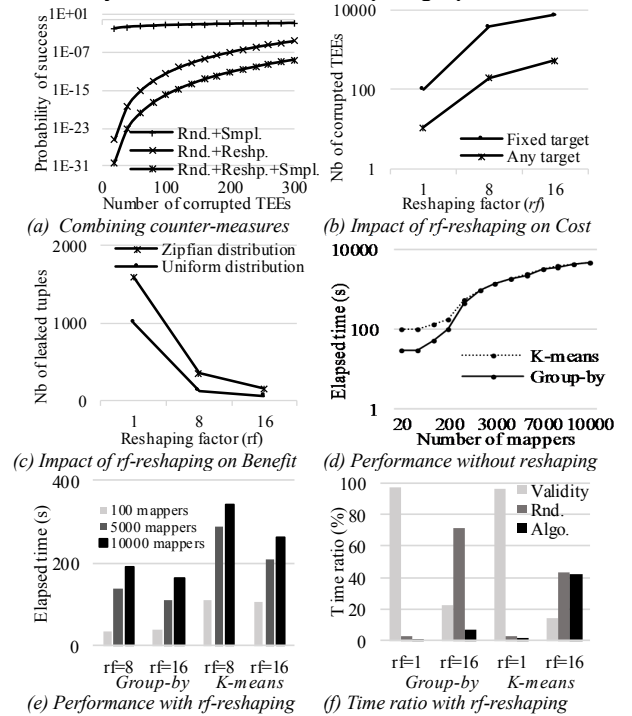 1E+01
1E-07
1E-15
1E-23
1E-31
Probability of success
Rnd.+Smpl.
Rnd.+Reshp.
Rnd.+Reshp.+Smpl.
0 100 200 300
Number of corrupted TEEs
(a) Combining counter-measures
10000
100
1
Nb of corrupted TEEs
Fixed target
Any target
1 8 16
Reshaping factor (rf)
(b) Impact of rf-reshaping on Cost
2000
1000
0
Nb of leaked tuples
Zipfian distribution
Uniform distribution
1 8 16
Reshaping factor (rf)
(c) Impact of rf-reshaping on Benefit
10000
100
1
Elapsed time (s)
K-means
Group-by
20 200 3000 7000 10000
Number of mappers
(d) Performance without reshaping
400
200
0
Elapsed time (s)
100 mappers
5000 mappers
10000 mappers
rf=8 rf=16 rf=8 rf=16
Group-by K-means
(e) Performance with rf-reshaping
100
80
60
40
20
0
Time ratio (%)
Validity
Rnd.
Algo.
rf=1 rf=16 rf=1 rf=16
Group-by K-means
(f) Time ratio with rf-reshaping